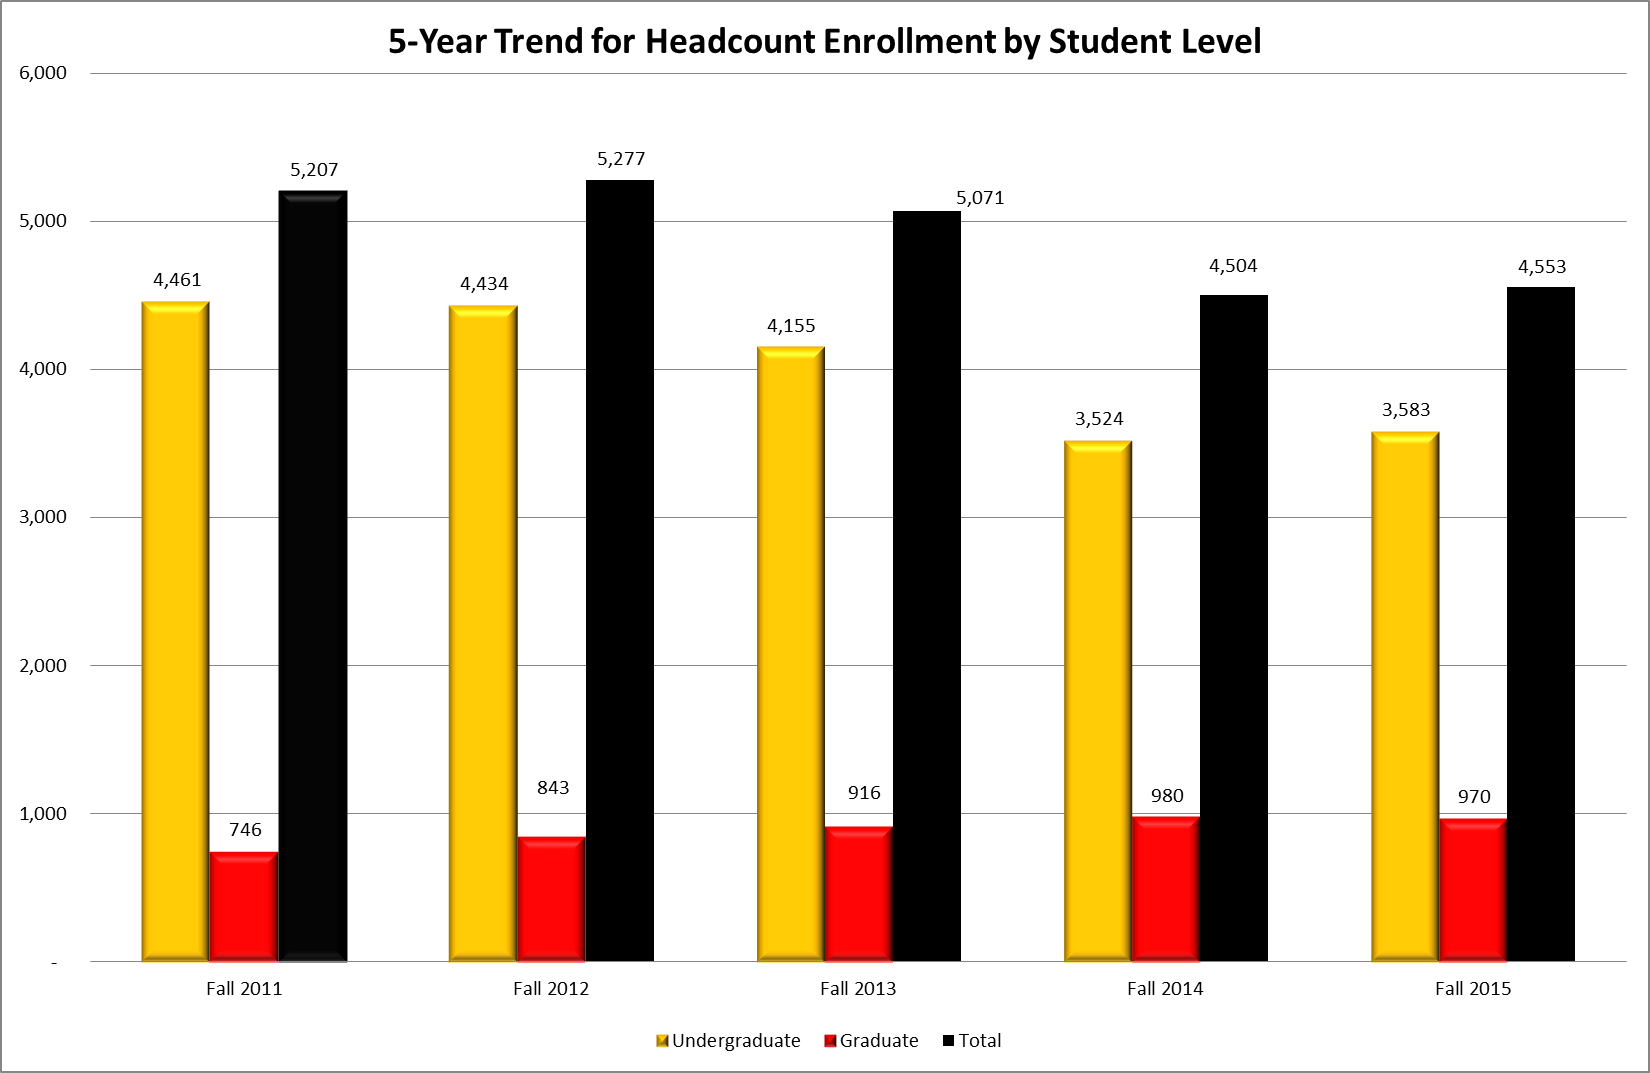 5-Year Trend for Headcount Enrollment by Student Level
6,000
5,000
4,000
3,000
2,000
1,000
-
4,461
746
5,207
4,434
843
5,277
4,155
916
5,071
3,524
980
4,504
3,583
970
4,553
Fall 2011
Fall 2012
Fall 2013
Fall 2014
Fall 2015
Undergraduate
Graduate
Total